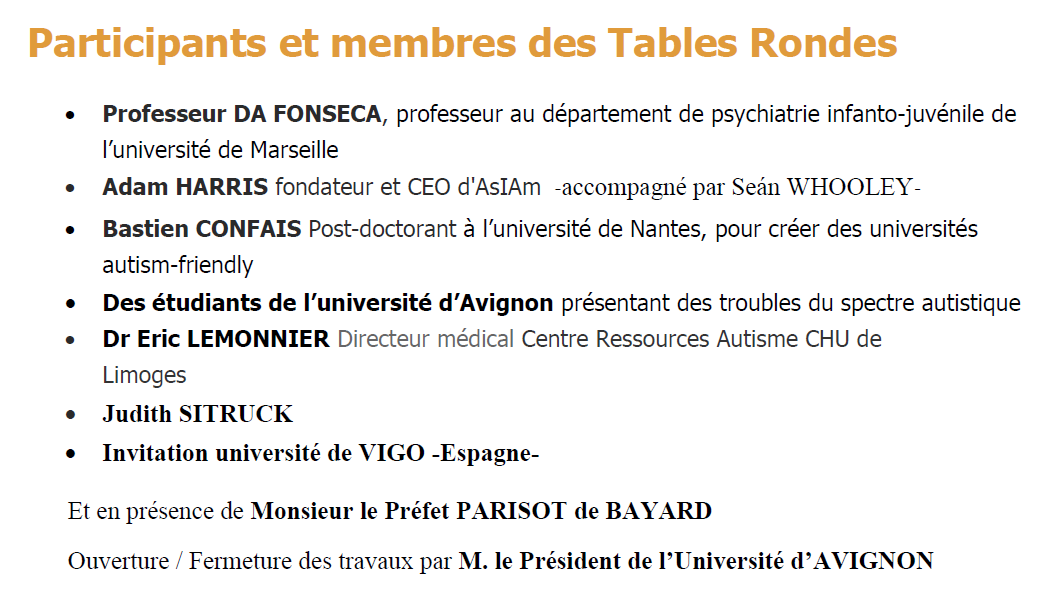 Participants et membres des Tables Rondes
• Professeur DA FONSECA, professeur au département de psychiatrie infanto-juvénile de
l’université de Marseille
• Adam HARRIS fondateur et CEO d'AsIAm -accompagné par Seán WHOOLEY-
• Bastien CONFAIS Post-doctorant à l’université de Nantes, pour créer des universités
autism-friendly
• Des étudiants de l’université d’Avignon présentant des troubles du spectre autistique
• Dr Eric LEMONNIER Directeur médical Centre Ressources Autisme CHU de
Limoges
• Judith SITRUCK
• Invitation université de VIGO -Espagne-
Et en présence de Monsieur le Préfet PARISOT de BAYARD
Ouverture / Fermeture des travaux par M. le Président de l’Université d’AVIGNON